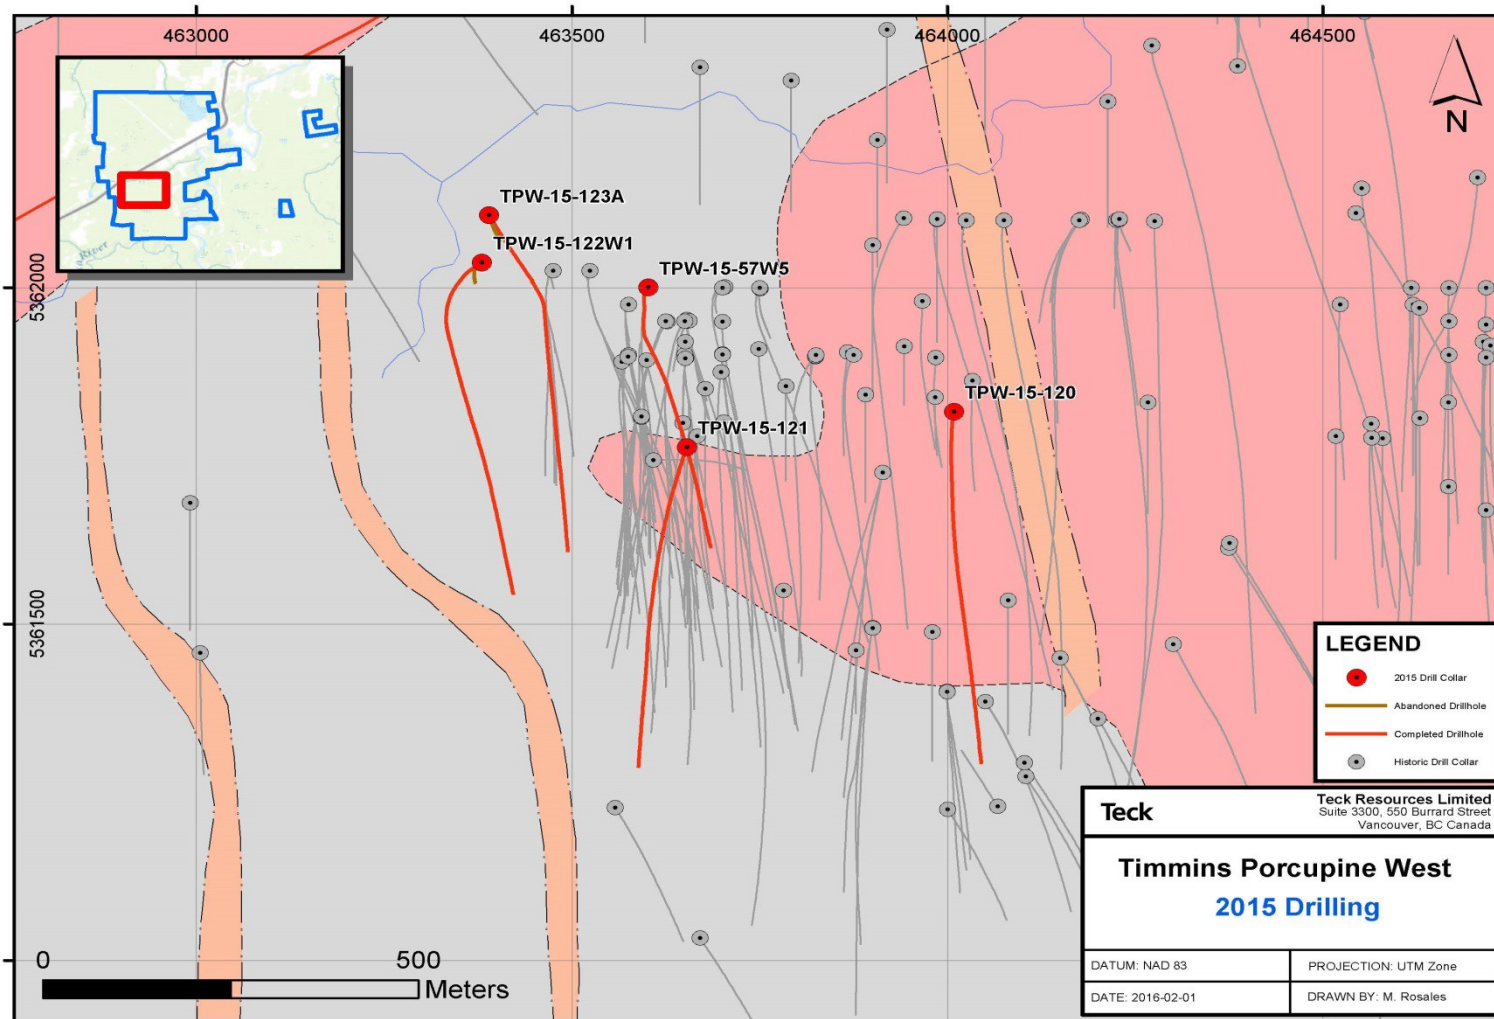 463000
463500
464000
464500
N
River
TPW-15-123A
TPW-15-122W1
TPW-15-57W5
5362000
TPW-15-120
TPW-15-121
5361500
LEGEND
2015 Drill Collar
Abandoned Drillhole
Completed Drillhole
Historic Drill Collar
Teck
Teck Resources Limited
Suite 3300, 550 Burrard Street
Vancouver, BC Canada
Timmins Porcupine West
2015 Drilling
0
500
Meters
DATUM: NAD 83
PROJECTION: UTM Zone
DATE: 2016-02-01
DRAWN BY: M. Rosales